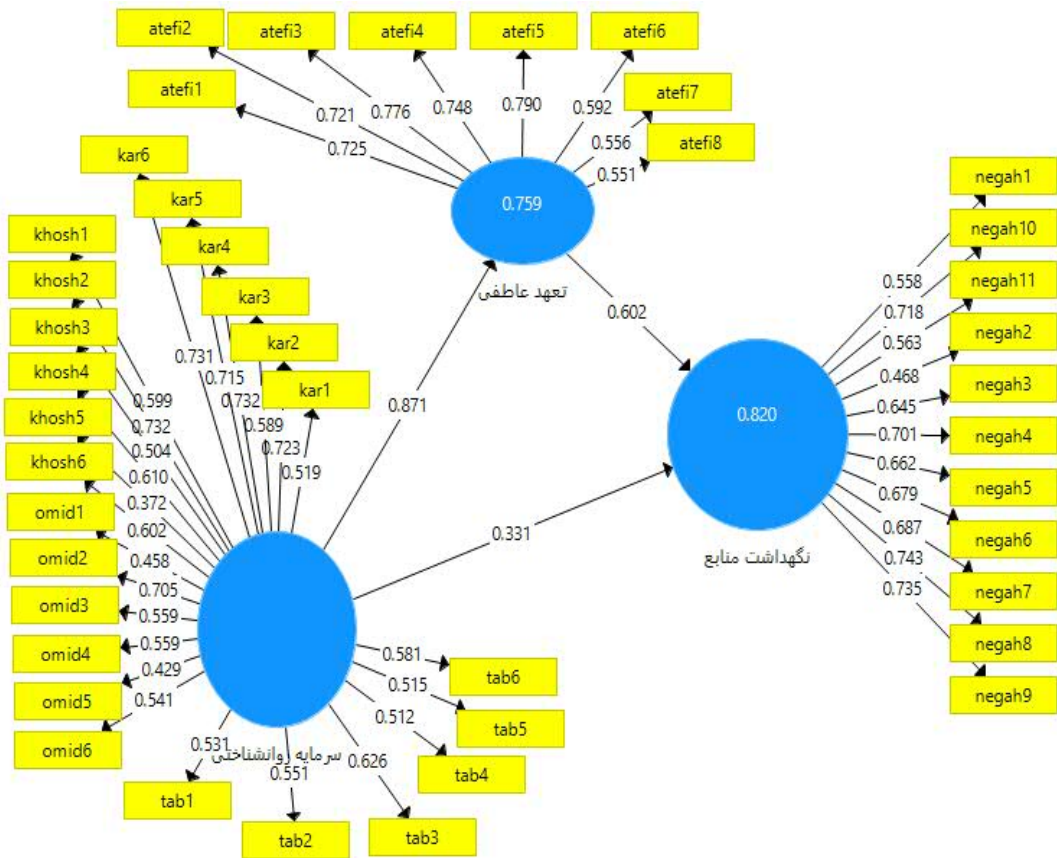 atefi2
atefi3
atefi4
atefi5
atefi6
atefi1
atefi7
atefi8
0.721
0.776
0.748
0.790
0.592
0.725
0.556
0.551
0.759
تعهد عاطفی
kar6
kar5
kar4
kar3
kar2
kar1
khosh1
khosh2
khosh3
khosh4
khosh5
khosh6
omid1
omid2
omid3
omid4
omid5
omid6
0.731
0.715
0.732
0.589
0.723
0.519
0.599
0.732
0.504
0.610
0.372
0.602
0.458
0.705
0.559
0.559
0.429
0.541
0.871
0.602
0.331
سرمایه روانشناختی
0.531
0.551
0.626
0.512
0.515
0.581
tab1
tab2
tab3
tab4
tab5
tab6
0.820
نگهداشت منابع
0.558
0.718
0.563
0.468
0.645
0.701
0.662
0.679
0.687
0.743
0.735
negah1
negah10
negah11
negah2
negah3
negah4
negah5
negah6
negah7
negah8
negah9